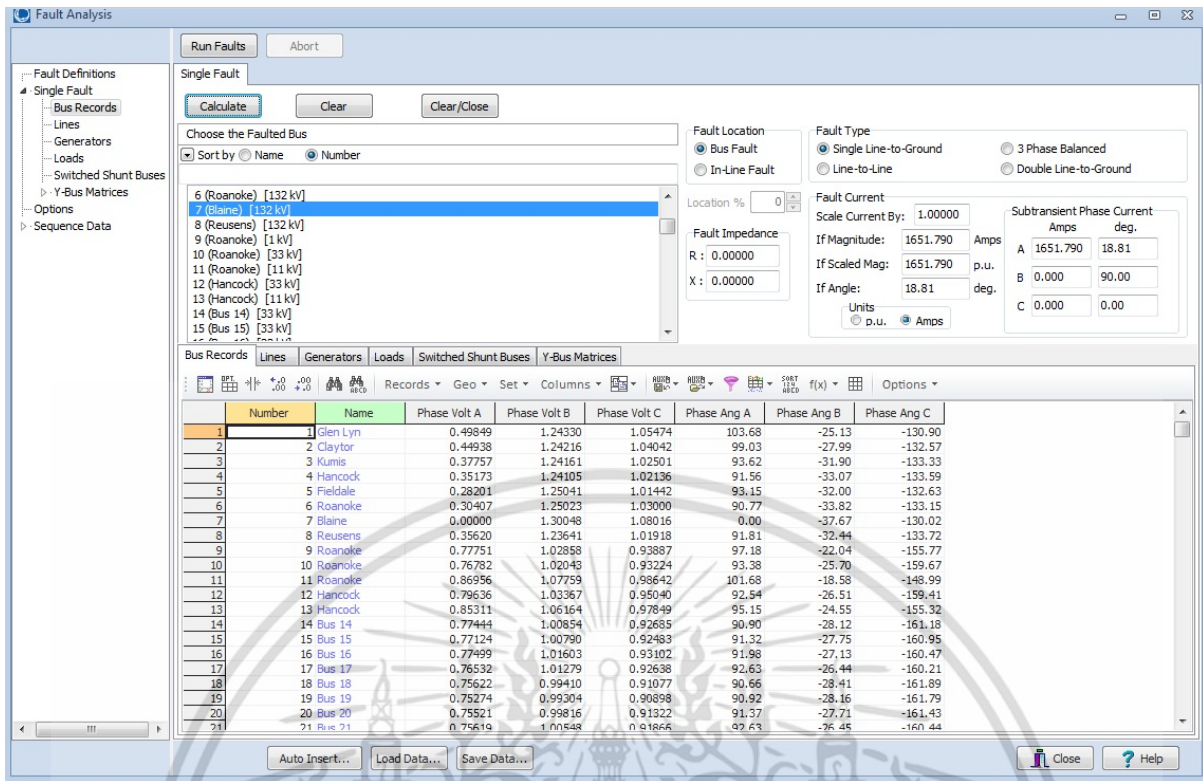 Fault Analysis
Run Faults Abort
Fault Definitions
Single Fault
Bus Records
Lines
Generators
Loads
Switched Shunt Buses
Y-Bus Matrices
Options
Sequence Data
Single Fault
Calculate Clear Clear/Close
Choose the Faulted Bus
Sort by Name Number
6 (Roanoke) [132 kV]
7 (Blaine) [132 kV]
8 (Reusens) [132 kV]
9 (Roanoke) [1 kV]
10 (Roanoke) [33 kV]
11 (Roanoke) [11 kV]
12 (Hancock) [33 kV]
13 (Hancock) [11 kV]
14 (Bus 14) [33 kV]
15 (Bus 15) [33 kV]
Fault Location
Bus Fault
In-Line Fault
Location % 0
Fault Impedance
R : 0.00000
X : 0.00000
Fault Type
Single Line-to-Ground 3 Phase Balanced
Line-to-Line Double Line-to-Ground
Fault Current
Scale Current By: 1.00000
If Magnitude: 1651.790 Amps
If Scaled Mag: 1651.790 p.u.
If Angle: 18.81 deg.
Units
p.u. Amps
Subtransient Phase Current
Amps deg.
A 1651.790 18.81
B 0.000 90.00
C 0.000 0.00
Bus Records Lines Generators Loads Switched Shunt Buses Y-Bus Matrices
Records Geo Set Columns f(x) Options
Number Name Phase Volt A Phase Volt B Phase Volt C Phase Ang A Phase Ang B Phase Ang C
1 1 Glen Lyn 0.49849 1.24330 1.05474 103.68 -25.13 -130.90
2 2 Claytor 0.44938 1.24216 1.04042 99.03 -27.99 -132.57
3 3 Kumis 0.37757 1.24161 1.02501 93.62 -31.90 -133.33
4 4 Hancock 0.35173 1.24105 1.02136 91.56 -33.07 -133.59
5 5 Fieldale 0.28201 1.25041 1.01442 93.15 -32.00 -132.63
6 6 Roanoke 0.30407 1.25023 1.03000 90.77 -33.82 -133.15
7 7 Blaine 0.00000 1.30048 1.08016 0.00 -37.67 -130.02
8 8 Reusens 0.35620 1.23641 1.01918 91.81 -32.44 -133.72
9 9 Roanoke 0.77751 1.02858 0.93887 97.18 -22.04 -155.77
10 10 Roanoke 0.76782 1.02043 0.93224 93.38 -25.70 -159.67
11 11 Roanoke 0.86956 1.07759 0.98642 101.68 -18.58 -148.99
12 12 Hancock 0.79636 1.03367 0.95040 92.54 -26.51 -159.41
13 13 Hancock 0.85311 1.06164 0.97849 95.15 -24.55 -155.32
14 14 Bus 14 0.77444 1.00854 0.92685 90.90 -28.12 -161.18
15 15 Bus 15 0.77124 1.00790 0.92483 91.32 -27.75 -160.95
16 16 Bus 16 0.77499 1.01603 0.93102 91.98 -27.13 -160.47
17 17 Bus 17 0.76532 1.01279 0.92638 92.63 -26.44 -160.21
18 18 Bus 18 0.75622 0.99410 0.91077 90.66 -28.41 -161.89
19 19 Bus 19 0.75274 0.99304 0.90898 90.92 -28.16 -161.79
20 20 Bus 20 0.75521 0.99816 0.91322 91.37 -27.71 -161.43
21 21 Bus 21 0.75619 1.00548 0.91866 92.63 -26.45 -160.44
Auto Insert... Load Data... Save Data... Close Help